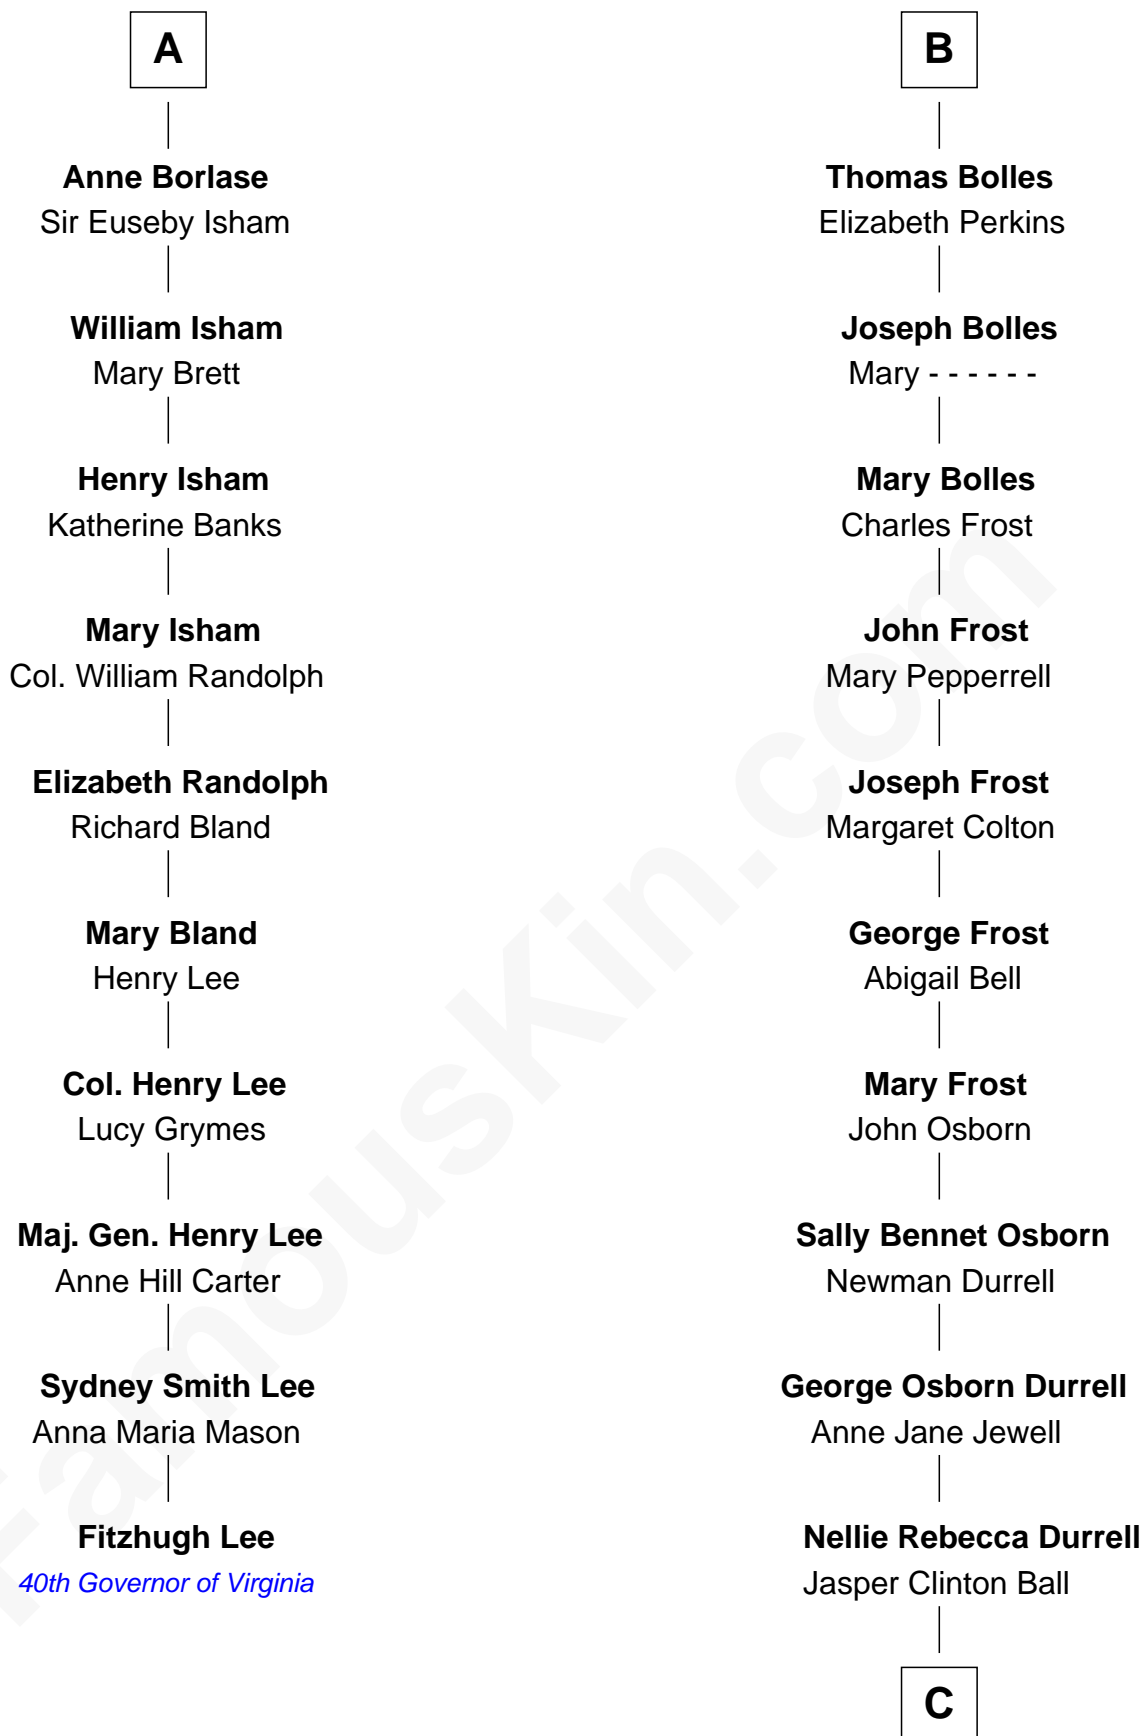 A
Anne Borlase
Sir Euseby Isham
William Isham
Mary Brett
Henry Isham
Katherine Banks
Mary Isham
Col. William Randolph
Elizabeth Randolph
Richard Bland
Mary Bland
Henry Lee
Col. Henry Lee
Lucy Grymes
Maj. Gen. Henry Lee
Anne Hill Carter
Sydney Smith Lee
Anna Maria Mason
Fitzhugh Lee
40th Governor of Virginia
B
Thomas Bolles
Elizabeth Perkins
Joseph Bolles
Mary - - - - - -
Mary Bolles
Charles Frost
John Frost
Mary Pepperrell
Joseph Frost
Margaret Colton
George Frost
Abigail Bell
Mary Frost
John Osborn
Sally Bennet Osborn
Newman Durrell
George Osborn Durrell
Anne Jane Jewell
Nellie Rebecca Durrell
Jasper Clinton Ball
C
FamousKin.com